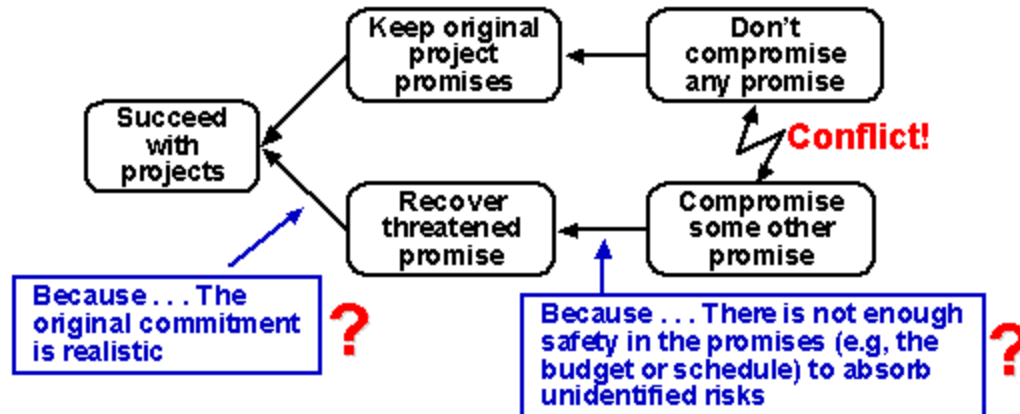 Keep original
project
promises
Don't
compromise
any promise
Succeed
with
projects
Conflict!
Recover
threatened
promise
Compromise
some other
promise
Because . . . The
original commitment
is realistic
?
Because . . . There is not enough
safety in the promises (e.g, the
budget or schedule) to absorb
unidentified risks
?